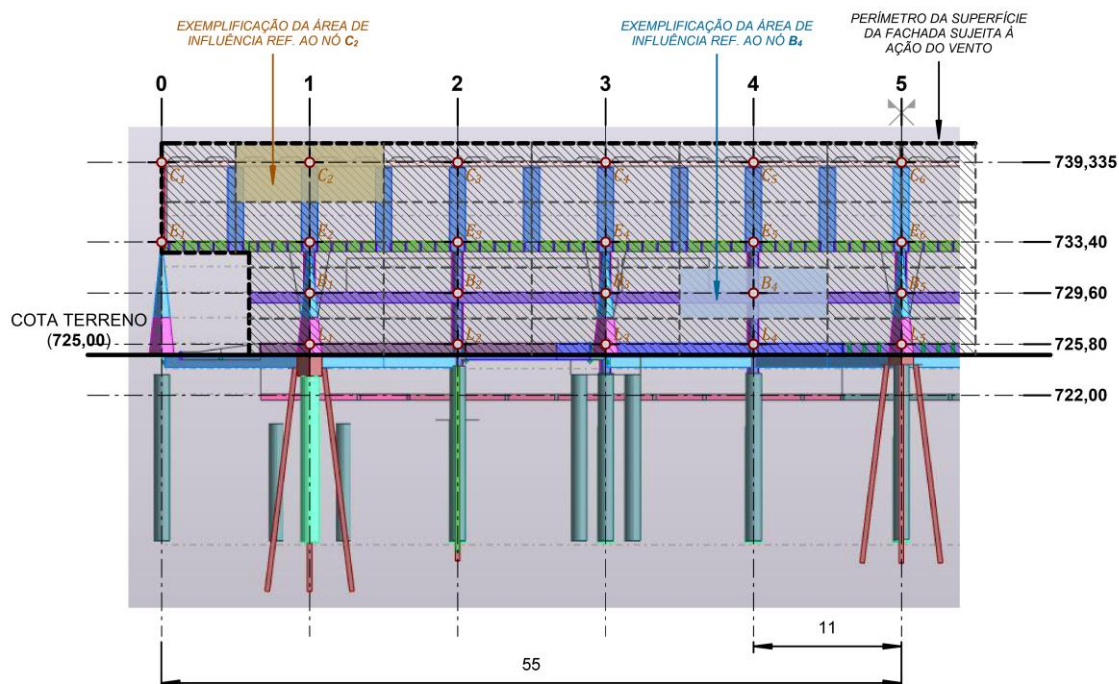 EXEMPLIFICAÇÃO DA ÁREA DE
INFLUÊNCIA REF. AO NÓ C₂
EXEMPLIFICAÇÃO DA ÁREA DE
INFLUÊNCIA REF. AO NÓ B₄
PERÍMETRO DA SUPERFÍCIE
DA FACHADA SUJEITA À
AÇÃO DO VENTO
0 1 2 3 4 5
739,335
C₁ C₂ C₃ C₄ C₅ C₆
733,40
E₁ E₂ E₃ E₄ E₅ E₆
729,60
B₁ B₂ B₃ B₄ B₅
COTA TERRENO
(725,00)
725,80
L₁ L₂ L₄ L₄ L₅
722,00
11
55